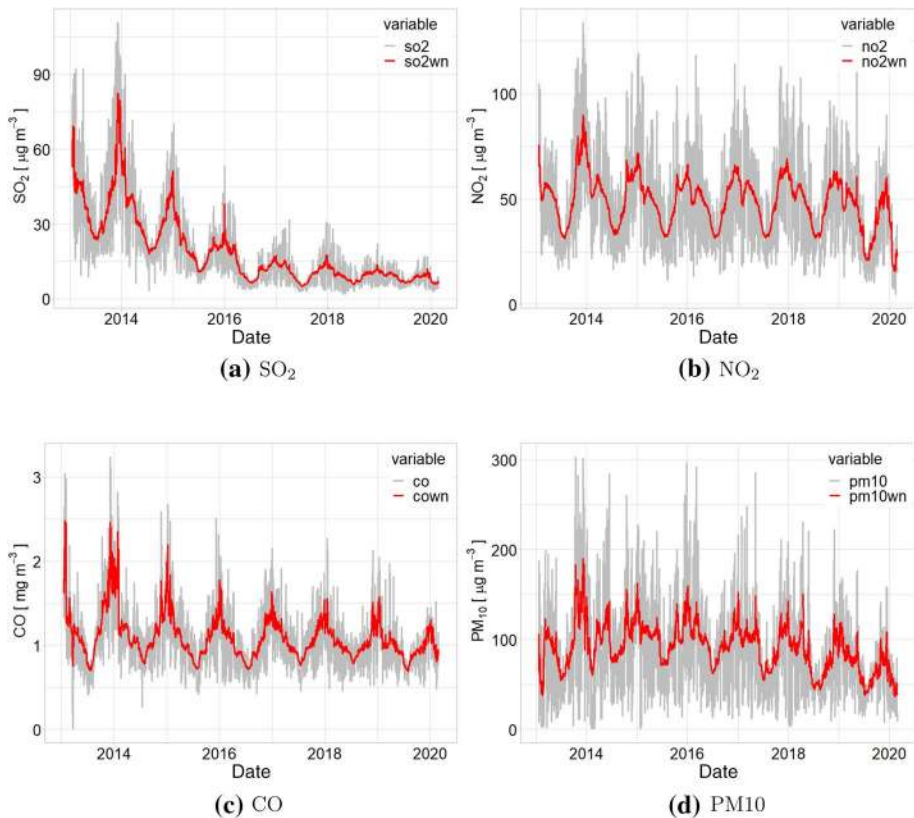 variable
so2
so2wn
90
60
30
0
SO2 [ µg m−3 ]
2014 2016 2018 2020
Date
(a) SO2
variable
no2
no2wn
100
50
0
NO2 [ µg m−3 ]
2014 2016 2018 2020
Date
(b) NO2
variable
co
cown
3
2
1
0
CO [ mg m−3 ]
2014 2016 2018 2020
Date
(c) CO
variable
pm10
pm10wn
300
200
100
0
PM10 [ µg m−3 ]
2014 2016 2018 2020
Date
(d) PM10